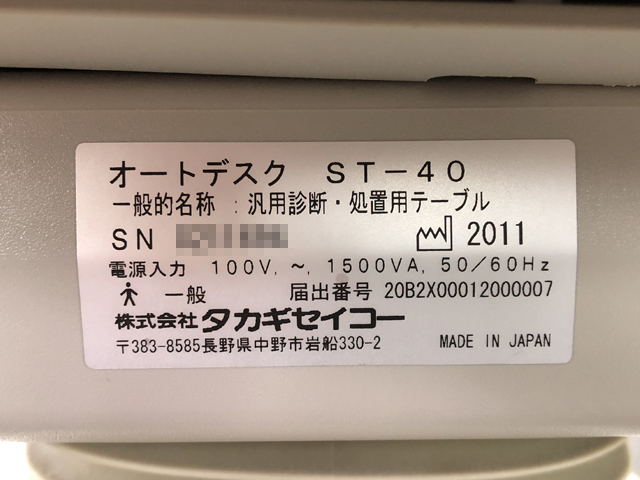 オートデスク ST-40
一般的名称:汎用診断・処置用テーブル
SN
2011
電源入力 100V, ~, 1500VA, 50/60Hz
一般 届出番号 20B2X00012000007
株式会社 タカギセイコー
〒383-8585長野県中野市岩船330-2 MADE IN JAPAN